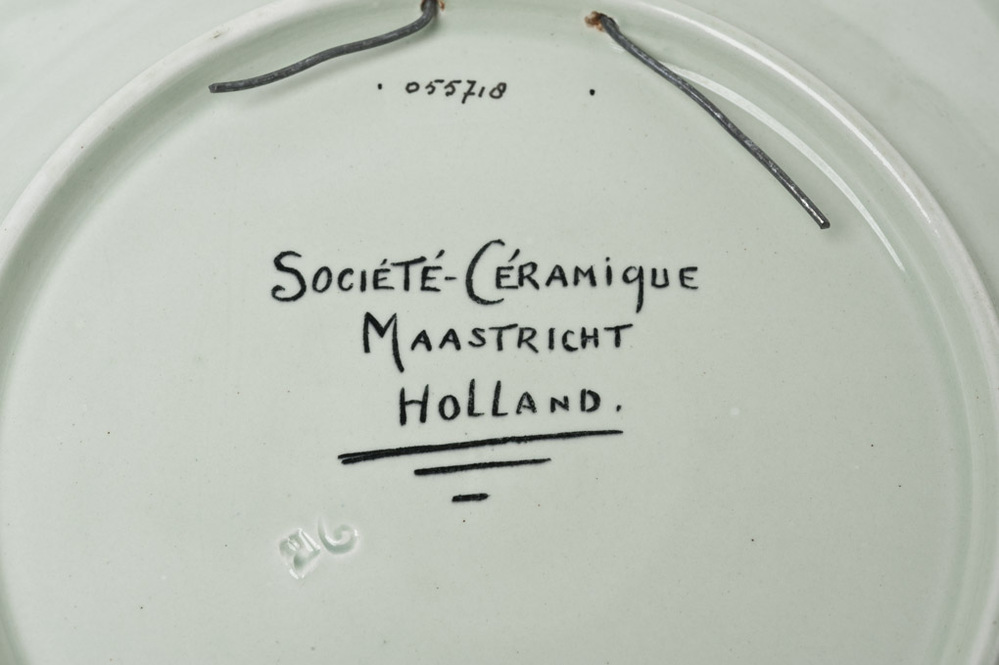 055718
SOCIÉTÉ-CÉRAMIQUE
MAASTRICHT
HOLLAND.